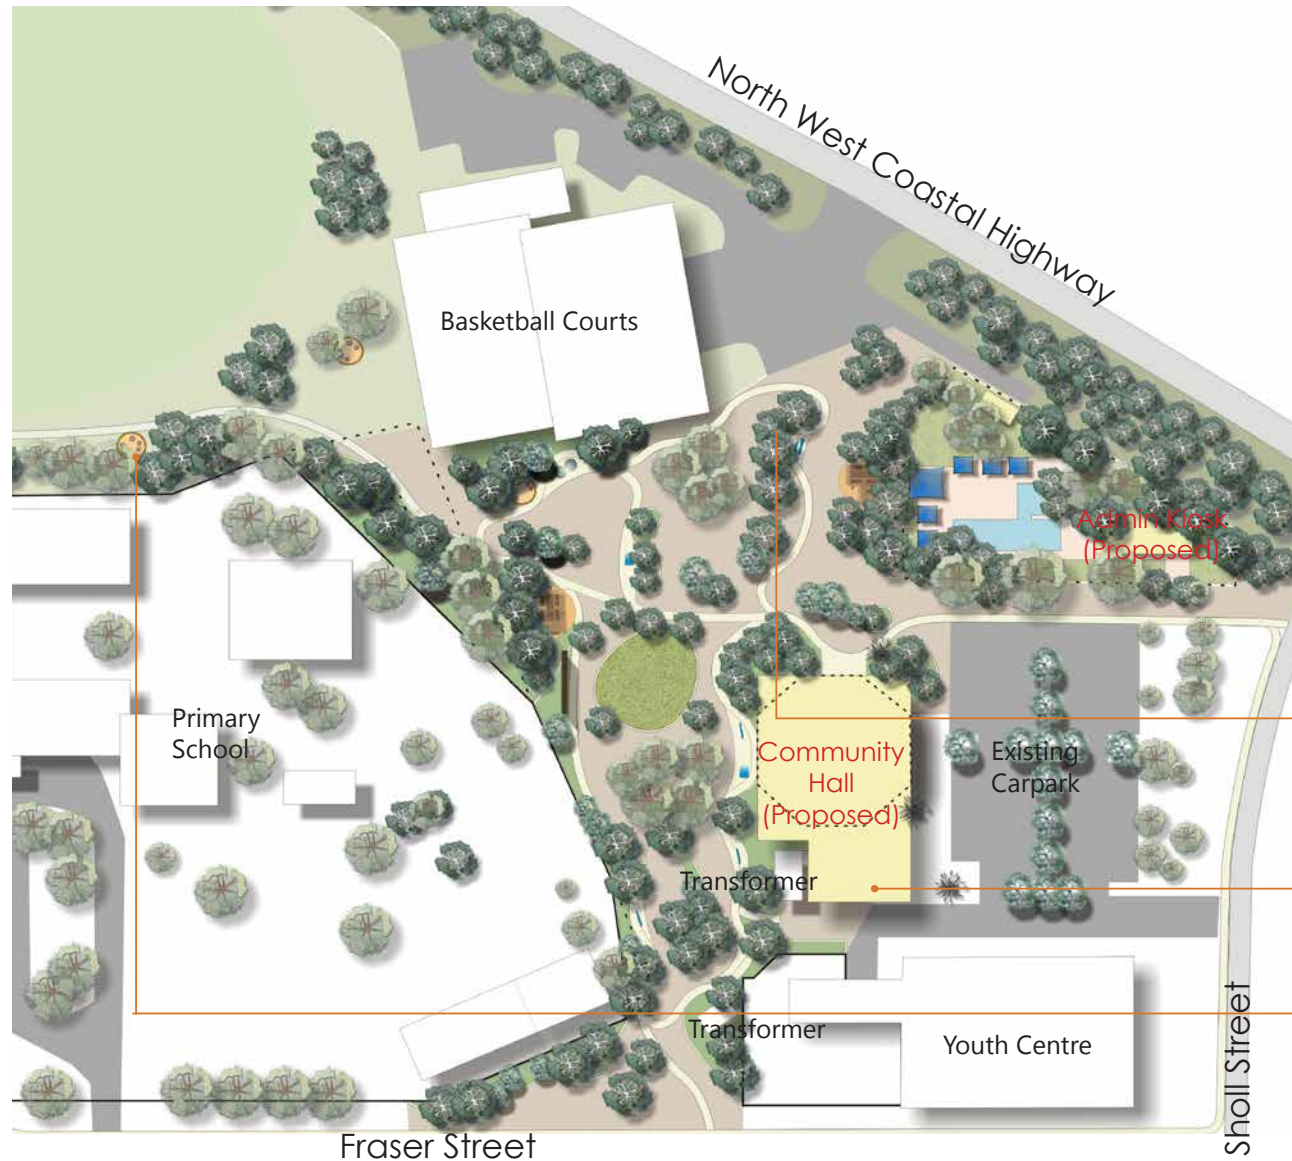 North West Coastal Highway
Basketball Courts
Admin Kiosk
(Proposed)
Primary
School
Community
Hall
(Proposed)
Existing
Carpark
Transformer
Transformer
Youth Centre
Sholl Street
Fraser Street